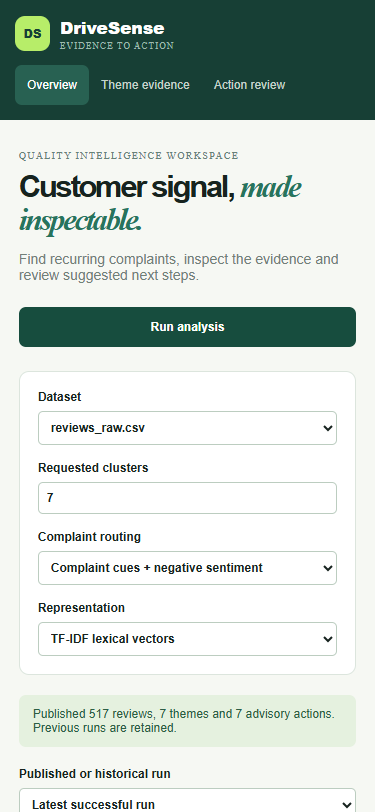 DS
DriveSense
EVIDENCE TO ACTION
Overview
Theme evidence
Action review
QUALITY INTELLIGENCE WORKSPACE
Customer signal, made
inspectable.
Find recurring complaints, inspect the evidence and
review suggested next steps.
Run analysis
Dataset
reviews_raw.csv
Requested clusters
7
Complaint routing
Complaint cues + negative sentiment
Representation
TF-IDF lexical vectors
Published 517 reviews, 7 themes and 7 advisory actions.
Previous runs are retained.
Published or historical run
Latest successful run